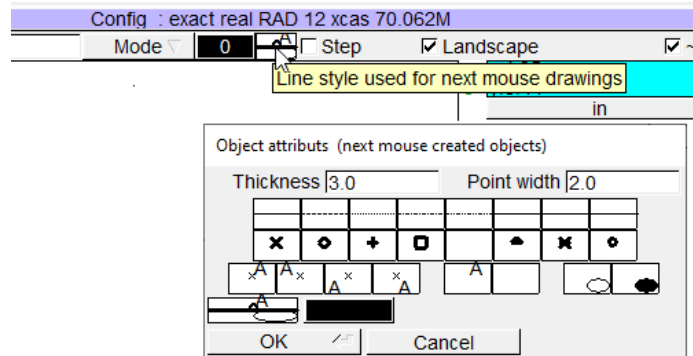 Config : exact real RAD 12 xcas 70.062M
Mode 0 A Step Landscape ~
Line style used for next mouse drawings
in
Object attributs (next mouse created objects)
Thickness 3.0 Point width 2.0
A A A A A
A
OK Cancel